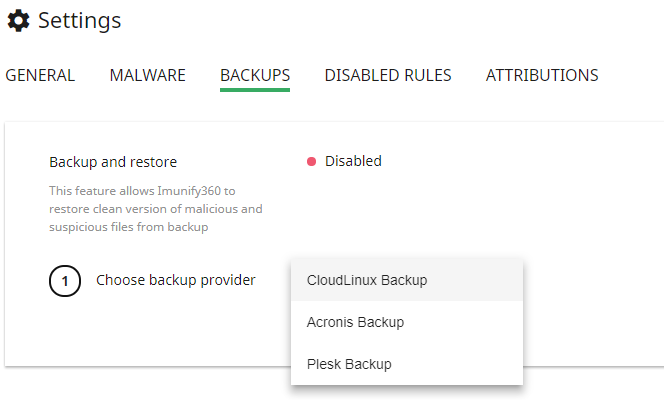 Settings
GENERAL MALWARE BACKUPS DISABLED RULES ATTRIBUTIONS
Backup and restore Disabled
This feature allows Imunify360 to
restore clean version of malicious and
suspicious files from backup
1 Choose backup provider CloudLinux Backup
Acronis Backup
Plesk Backup